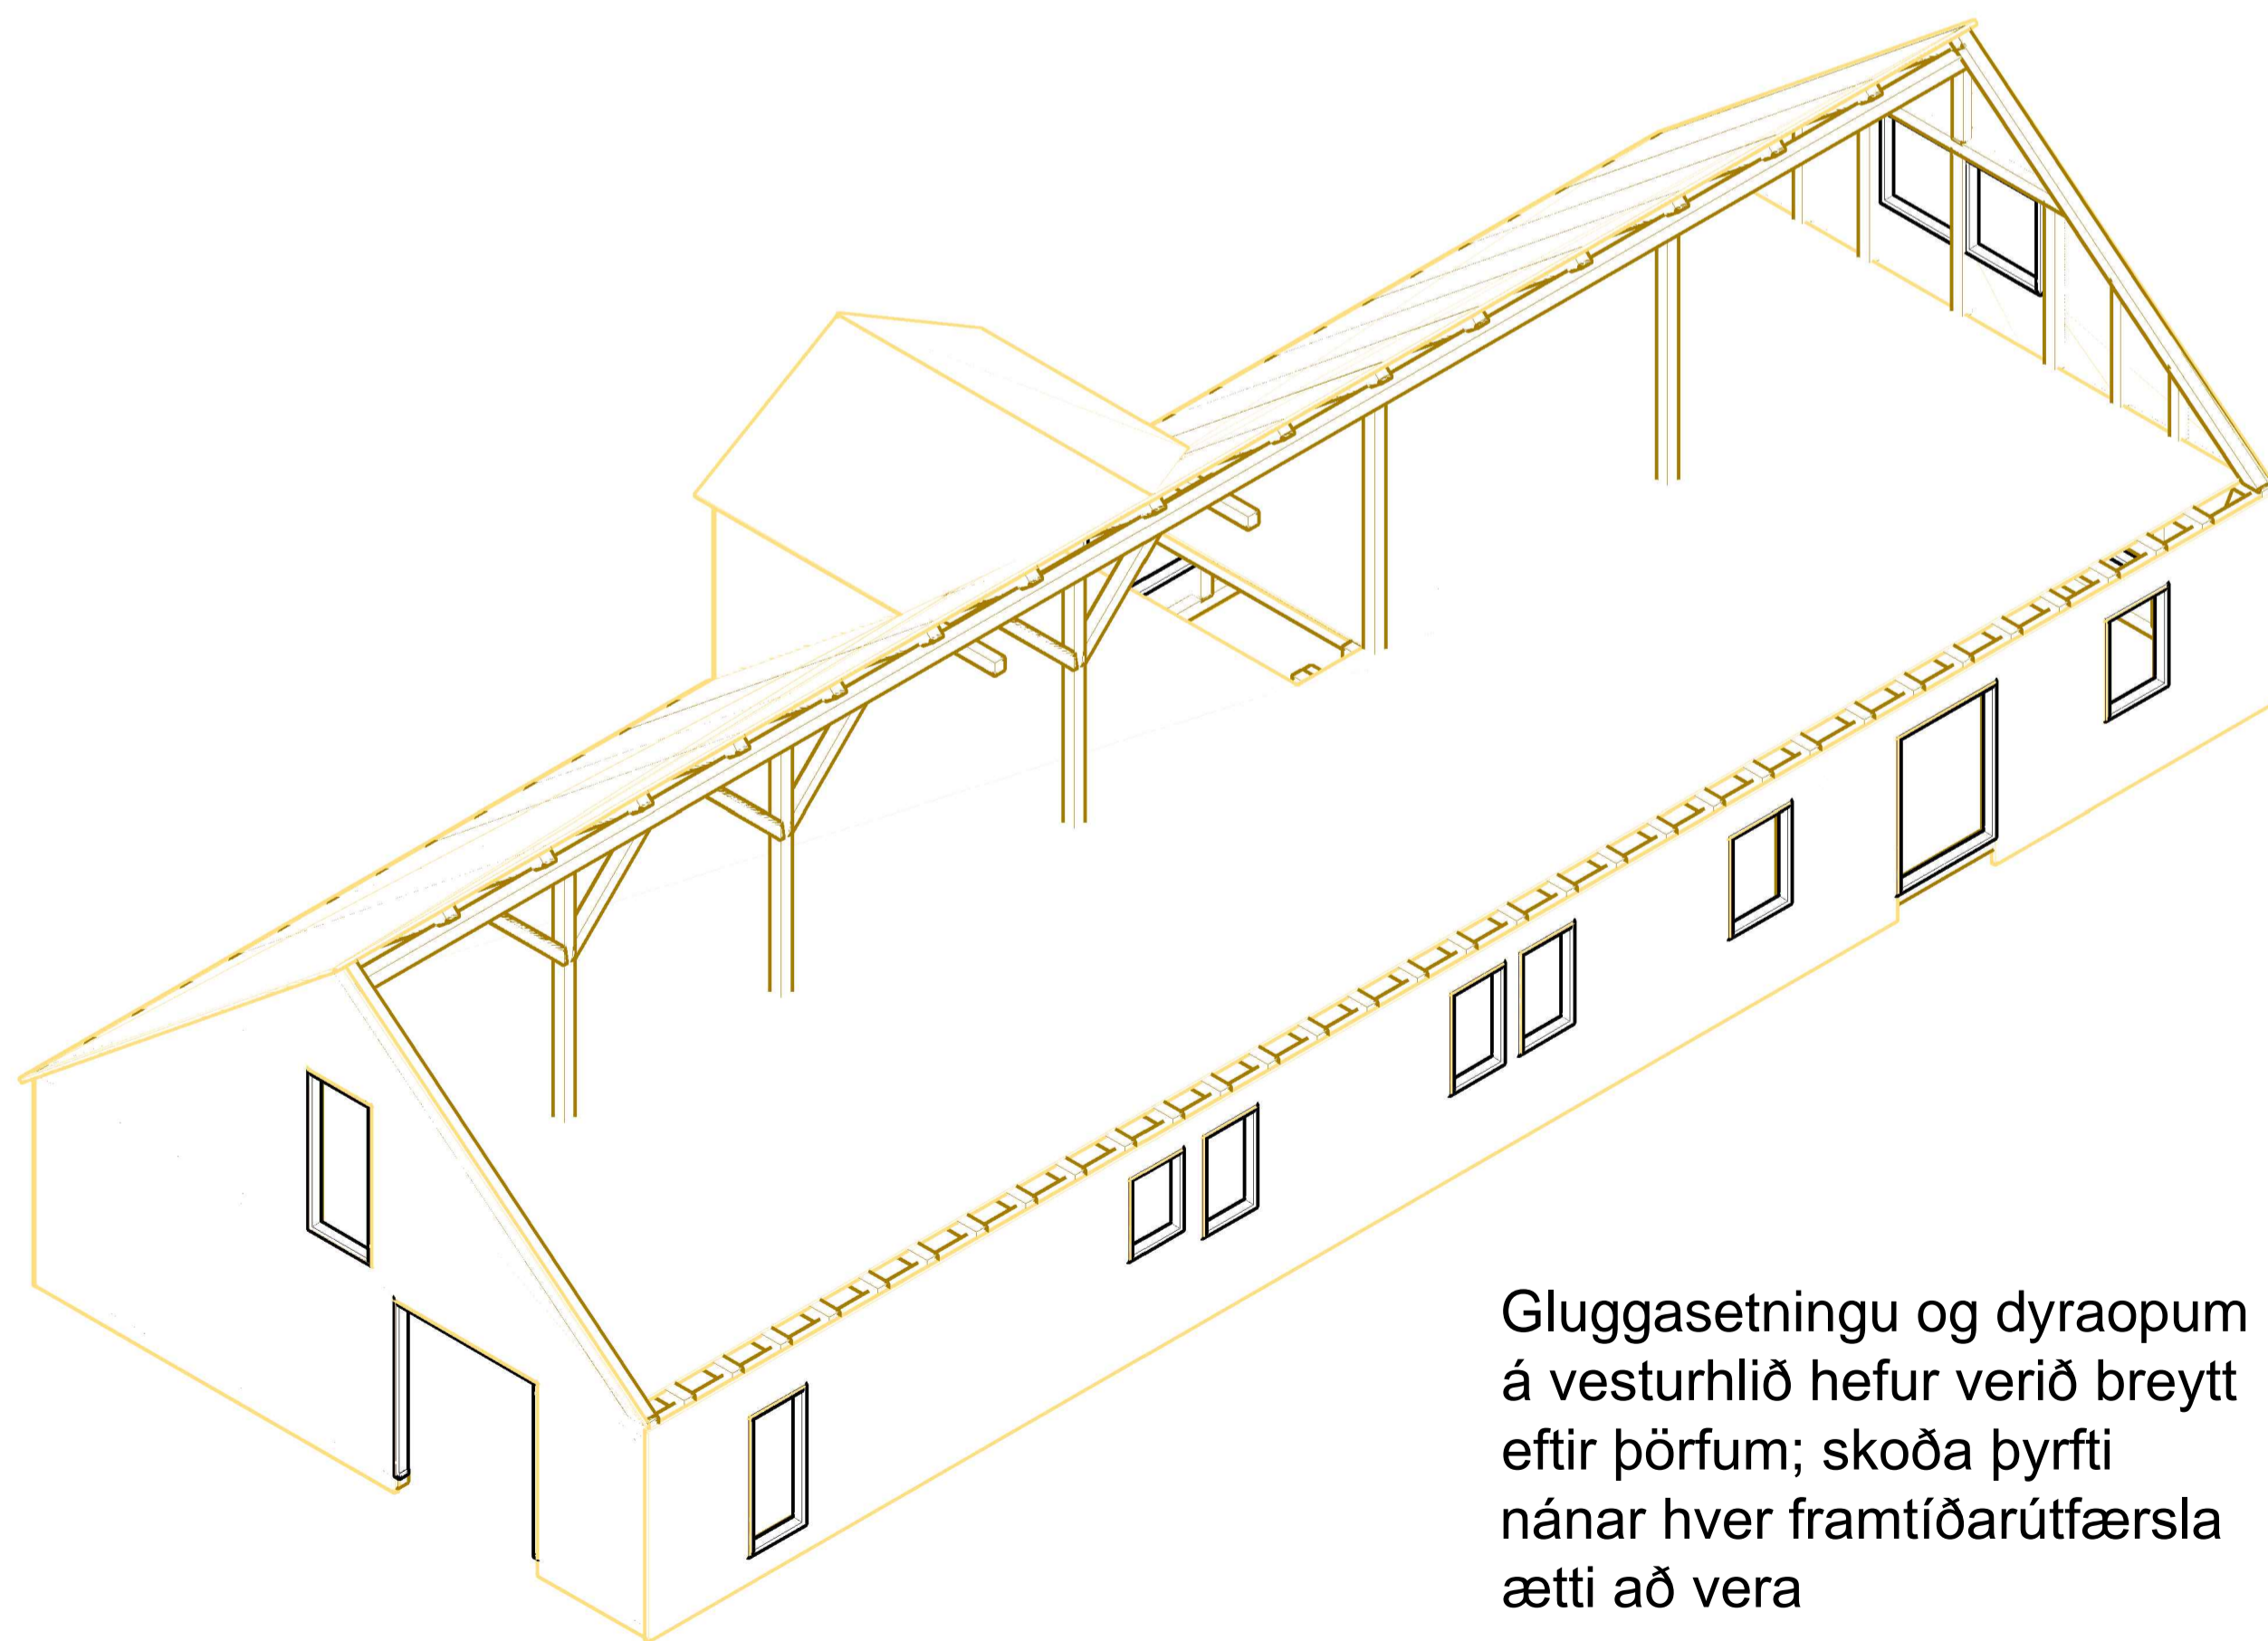 Gluggasetningu og dyraopum
á vesturhlið hefur verið breytt
eftir þörfum; skoða þyrfti
nánar hver framtíðarútfærsla
ætti að vera